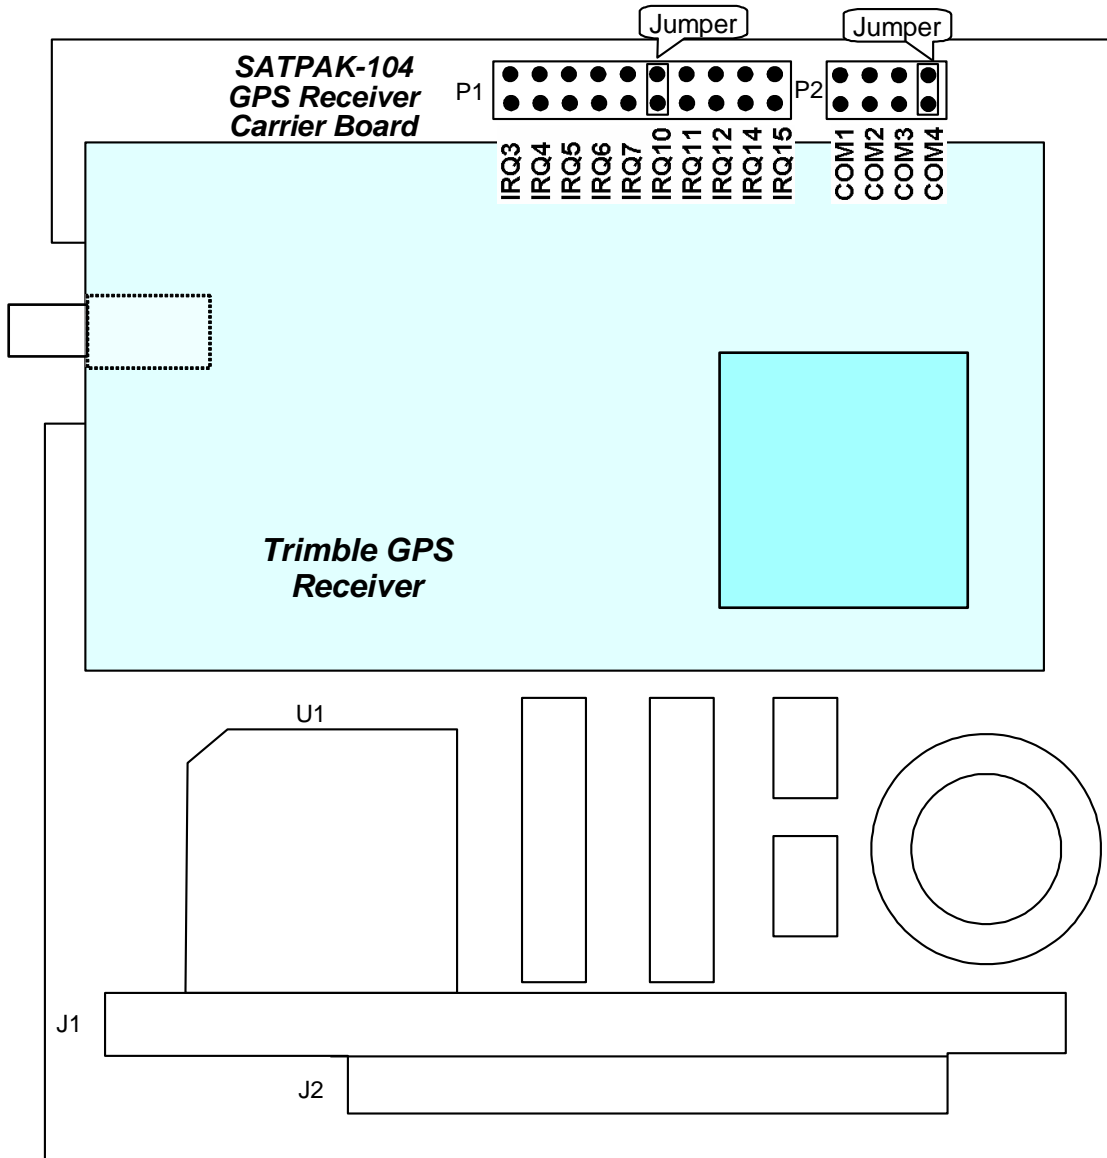 Jumper
Jumper
SATPAK-104
GPS Receiver
Carrier Board
P1
P2
IRQ3
IRQ4
IRQ5
IRQ6
IRQ7
IRQ10
IRQ11
IRQ12
IRQ14
IRQ15
COM1
COM2
COM3
COM4
Trimble GPS
Receiver
U1
J1
J2